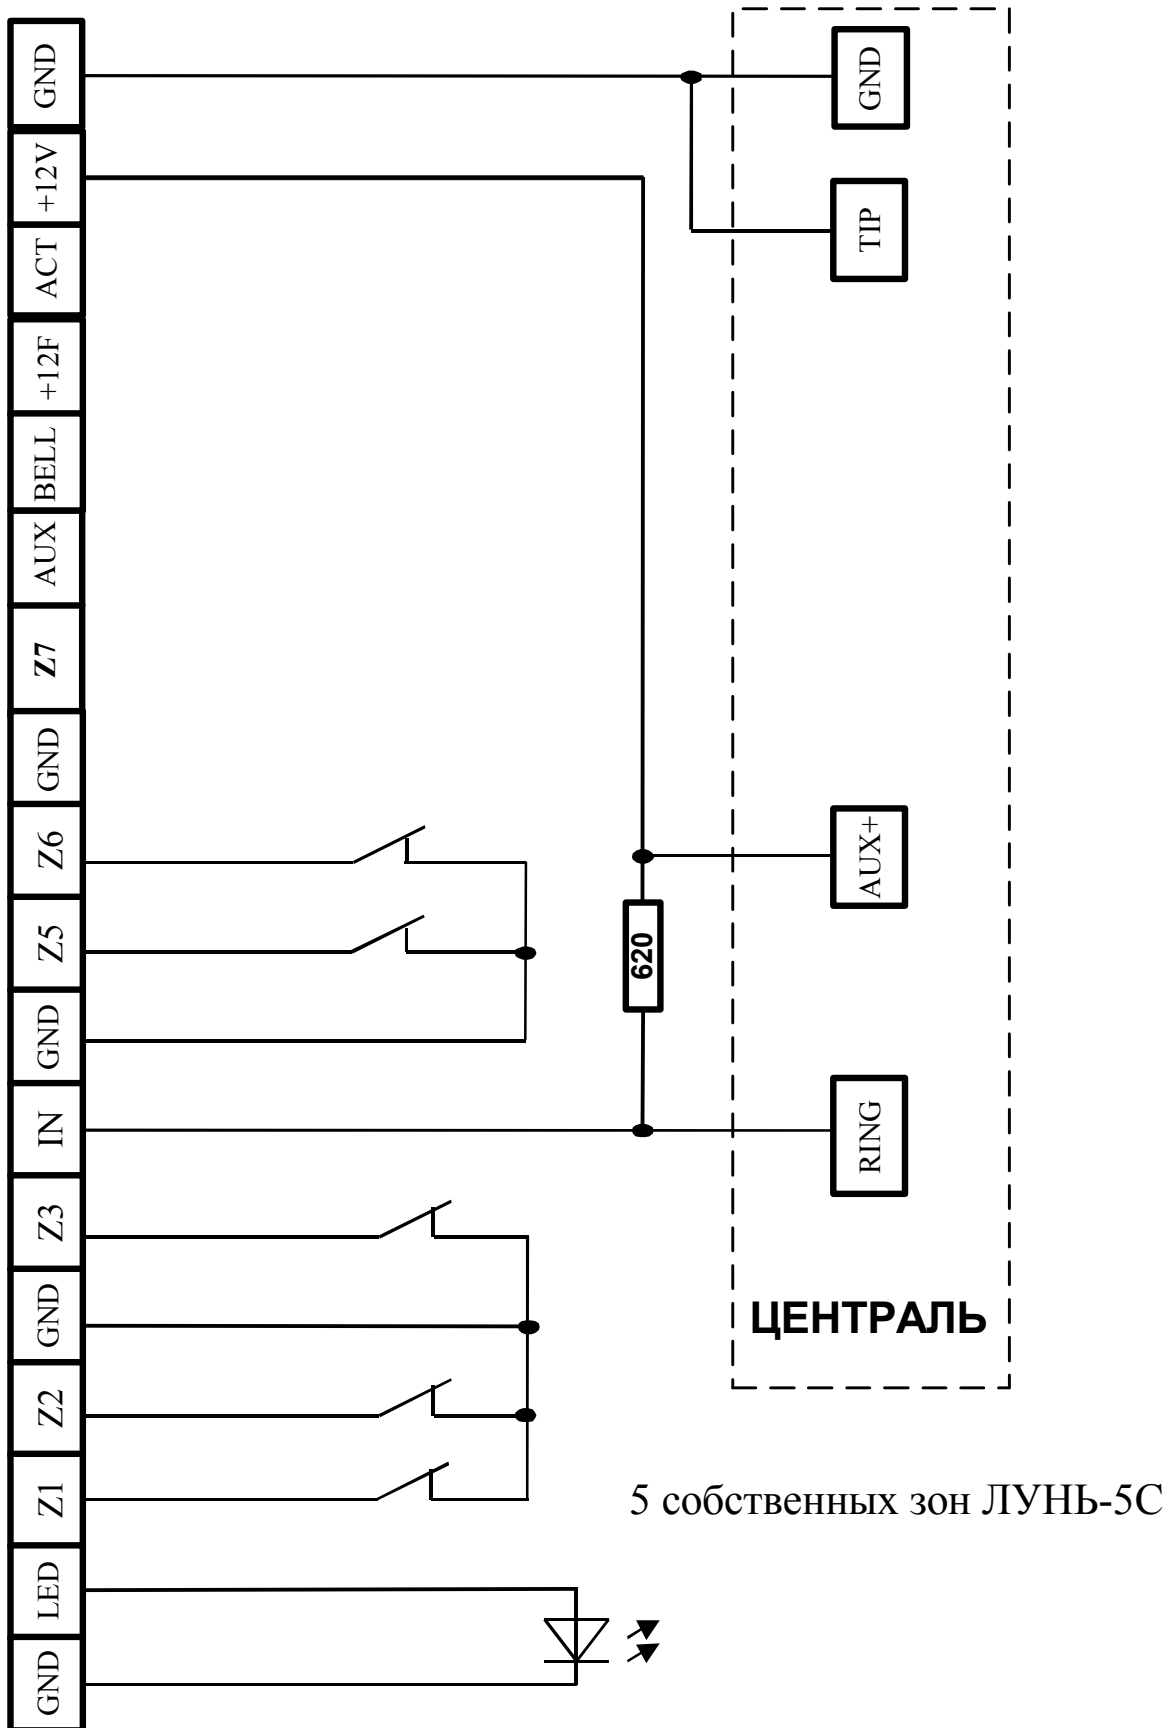 GND
+12V
ACT
+12F
BELL
AUX
Z7
GND
Z6
Z5
GND
IN
Z3
GND
Z2
Z1
LED
GND
620
GND
TIP
AUX+
RING
ЦЕНТРАЛЬ
5 собственных зон ЛУНЬ-5С